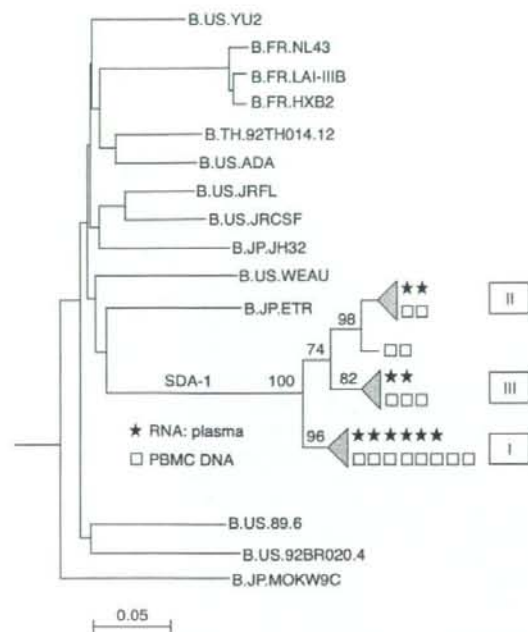 B.US.YU2
B.FR.NL43
B.FR.LAI-IIIB
B.FR.HXB2
B.TH.92TH014.12
B.US.ADA
B.US.JRFL
B.US.JRCSF
B.JP.JH32
B.US.WEAU
II
98
B.JP.ETR
74
82
SDA-1 100
III
96
I
RNA: plasma
PBMC DNA
B.US.89.6
B.US.92BR020.4
B.JP.MOKW9C
0.05